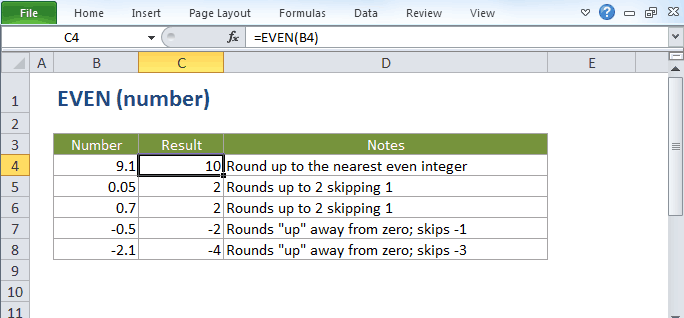 File Home Insert Page Layout Formulas Data Review View
C4 fx =EVEN(B4)
A B C D E
1 EVEN (number)
2
3 Number Result Notes
4 9.1 10 Round up to the nearest even integer
5 0.05 2 Rounds up to 2 skipping 1
6 0.7 2 Rounds up to 2 skipping 1
7 -0.5 -2 Rounds "up" away from zero; skips -1
8 -2.1 -4 Rounds "up" away from zero; skips -3
9
10
11